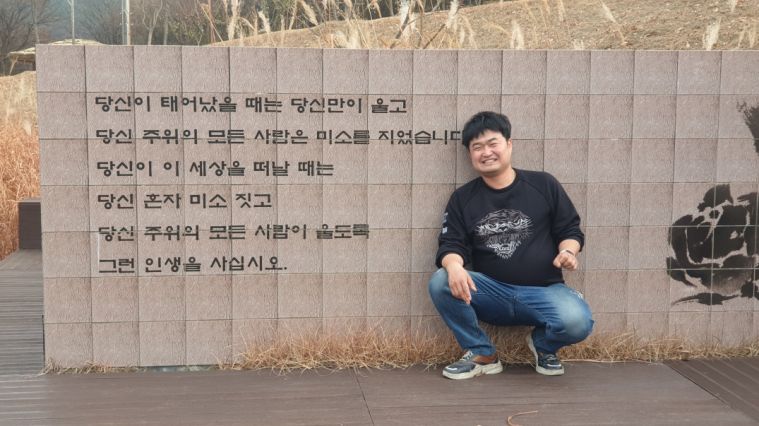 당신이 태어났을 때는 당신만이 울고
당신 주위의 모든 사람은 미소를 지었습니다
당신이 이 세상을 떠날 때는
당신 혼자 미소 짓고
당신 주위의 모든 사람이 울도록
그런 인생을 사십시오.